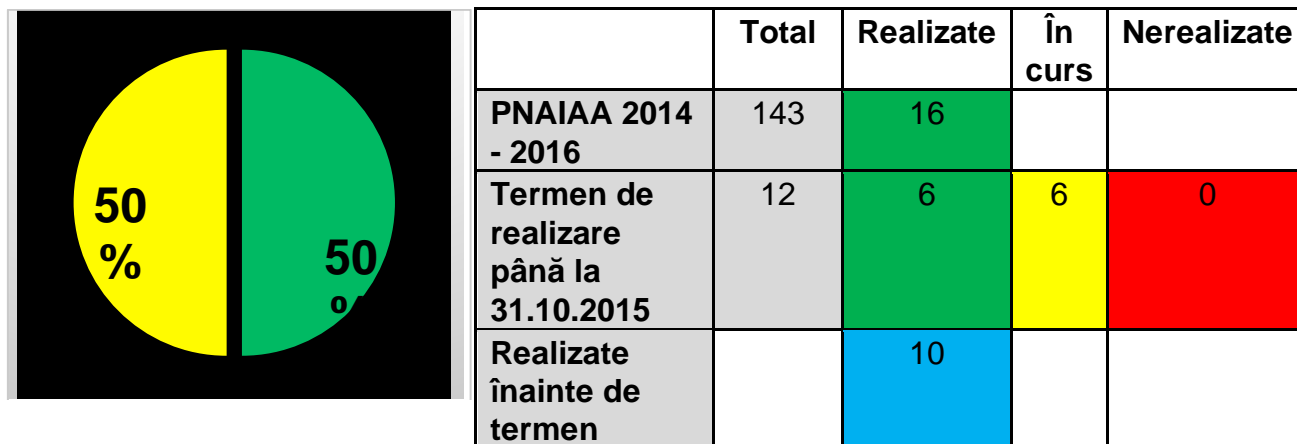 50
%
50
%
Total
Realizate
În
curs
Nerealizate
PNAIAA 2014
- 2016
143
16
Termen de
realizare
până la
31.10.2015
12
6
6
0
Realizate
înainte de
termen
10